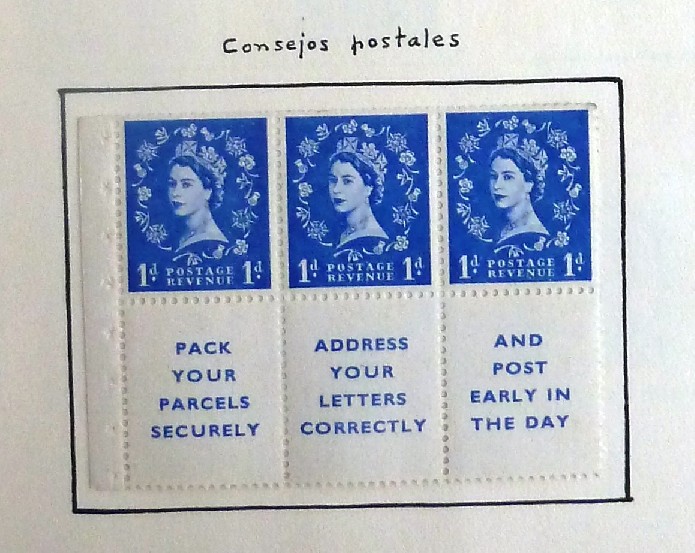 Consejos postales
1d POSTAGE REVENUE 1d
1d POSTAGE REVENUE 1d
1d POSTAGE REVENUE 1d
PACK
YOUR
PARCELS
SECURELY
ADDRESS
YOUR
LETTERS
CORRECTLY
AND
POST
EARLY IN
THE DAY